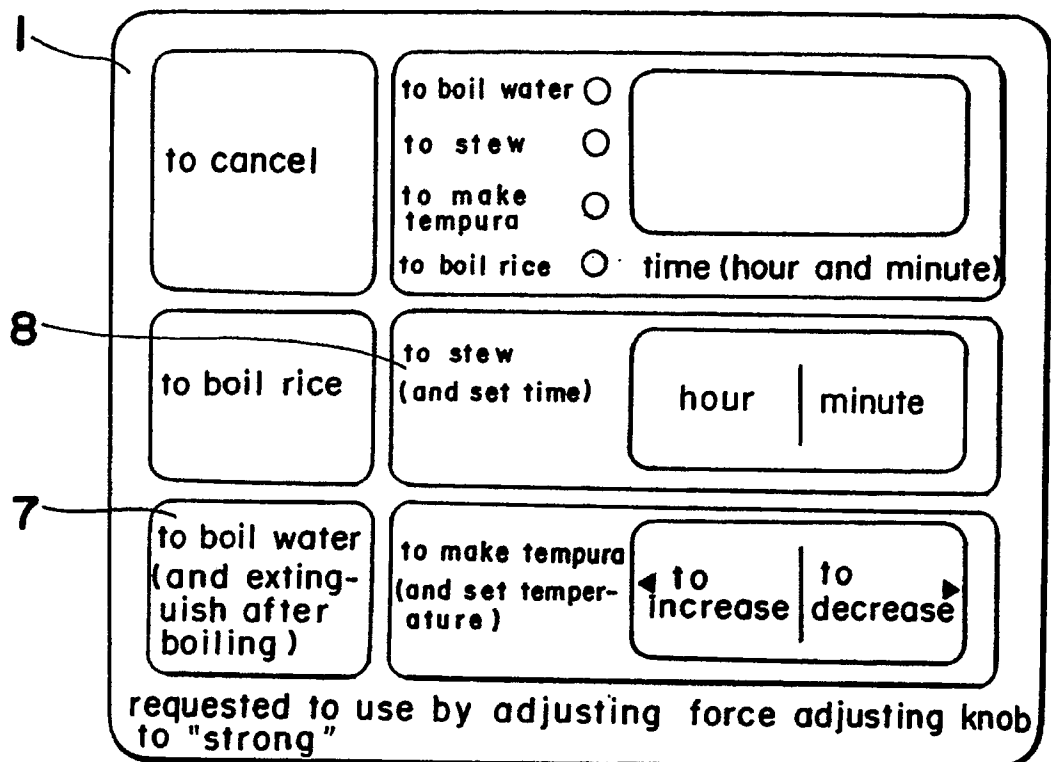 1
to cancel
to boil water
to stew
to make
tempura
to boil rice
time (hour and minute)
8
to boil rice
to stew
(and set time)
hour
minute
7
to boil water
(and exting-
uish after
boiling)
to make tempura
(and set temper-
ature)
◀ to
increase
to
decrease ▶
requested to use by adjusting force adjusting knob
to "strong"